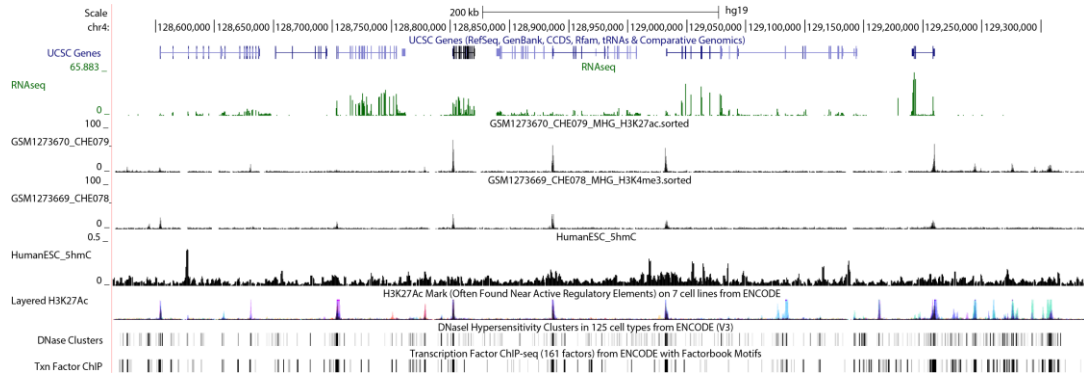 Scale 200 kb hg19
chr4: 128,600,000 128,650,000 128,700,000 128,750,000 128,800,000 128,850,000 128,900,000 128,950,000 129,000,000 129,050,000 129,100,000 129,150,000 129,200,000 129,250,000 129,300,000
UCSC Genes (RefSeq, GenBank, CCDS, Rfam, tRNAs & Comparative Genomics)
UCSC Genes
65.883 _ RNAseq
RNAseq
0 _
GSM1273670_CHE079_MHG_H3K27ac.sorted
100 _
GSM1273670_CHE079_
0 _
GSM1273669_CHE078_MHG_H3K4me3.sorted
100 _
GSM1273669_CHE078_
0 _
HumanESC_5hmC
0.5 _
HumanESC_5hmC
0 _
H3K27Ac Mark (Often Found Near Active Regulatory Elements) on 7 cell lines from ENCODE
Layered H3K27Ac
DNaseI Hypersensitivity Clusters in 125 cell types from ENCODE (V3)
DNase Clusters
Transcription Factor ChIP-seq (161 factors) from ENCODE with Factorbook Motifs
Txn Factor ChIP